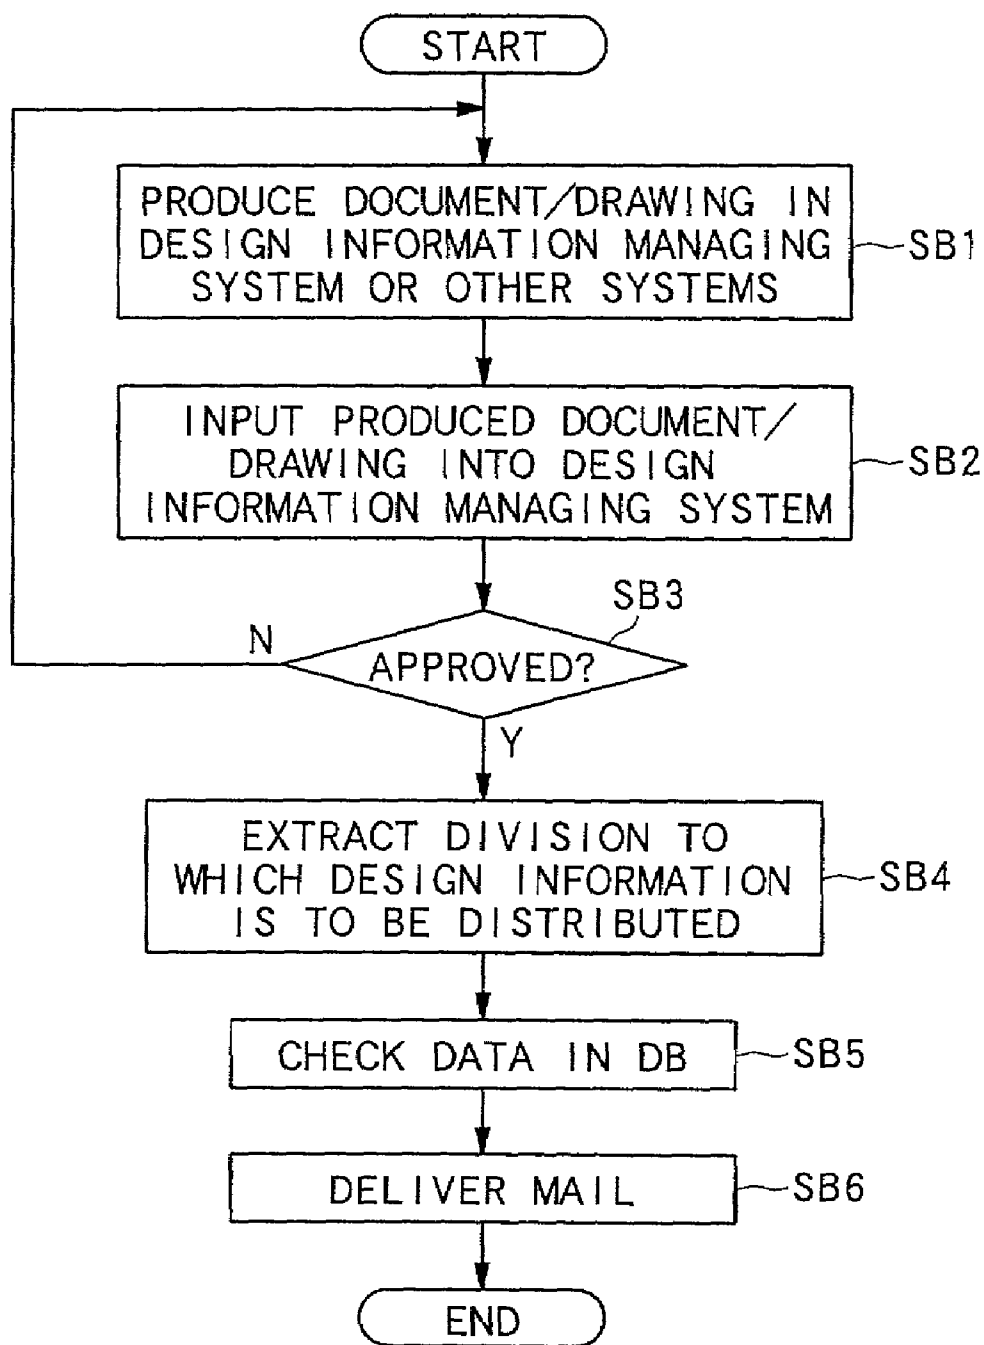 START
PRODUCE DOCUMENT/DRAWING IN
DESIGN INFORMATION MANAGING
SYSTEM OR OTHER SYSTEMS
SB1
INPUT PRODUCED DOCUMENT/
DRAWING INTO DESIGN
INFORMATION MANAGING SYSTEM
SB2
SB3
N
APPROVED?
Y
EXTRACT DIVISION TO
WHICH DESIGN INFORMATION
IS TO BE DISTRIBUTED
SB4
CHECK DATA IN DB
SB5
DELIVER MAIL
SB6
END